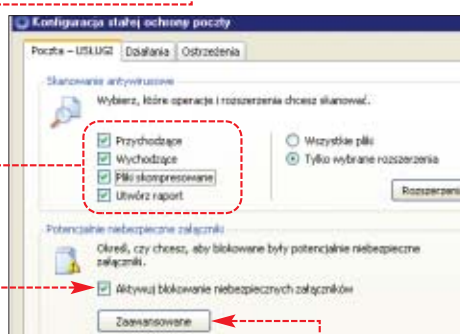 Konfiguracja stałej ochrony poczty
Poczta – USŁUGI Działania Ostrzeżenia
Skanowanie antywirusowe
Wybierz, które operacje i rozszerzenia chcesz skanować.
Przychodzące
Wszystkie pliki
Wychodzące
Tylko wybrane rozszerzenia
Pliki skompresowane
Rozszerzeni
Utwórz raport
Potencjalnie niebezpieczne załączniki
Określ, czy chcesz, aby blokowane były potencjalnie niebezpieczne
załączniki.
Aktywuj blokowanie niebezpiecznych załączników
Zaawansowane